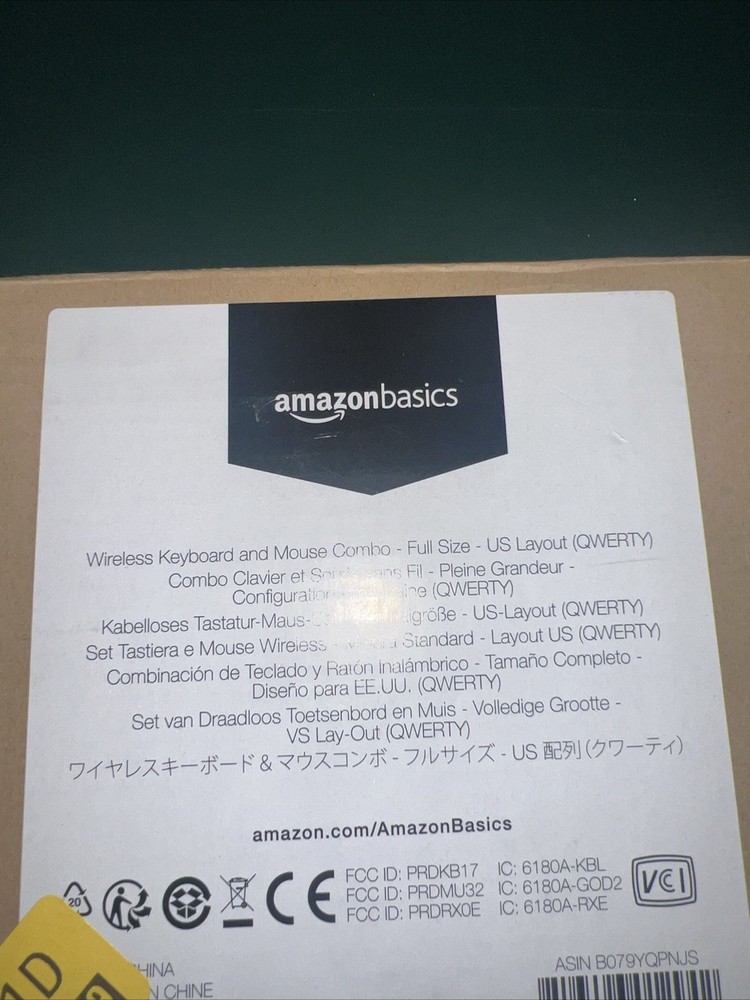 amazonbasics
Wireless Keyboard and Mouse Combo - Full Size - US Layout (QWERTY)
Combo Clavier et Fil - Pleine Grandeur -
(QWERTY)
Kabelloses Tastatur-Maus- US-Layout (QWERTY)
Set Tastiera e Mouse Wireless - Standard - Layout US (QWERTY)
Combinación de Teclado y Ratón Inalámbrico - Tamaño Completo -
Diseño para EE.UU. (QWERTY)
Set van Draadloos Toetsenbord en Muis - Volledige Grootte -
VS Lay-Out (QWERTY)
ワイヤレスキーボード & マウスコンボ - フルサイズ - US 配列 (クワーティ)
amazon.com/AmazonBasics
20
CE
FCC ID: PRDKB17 IC: 6180A-KBL
FCC ID: PRDMU32 IC: 6180A-GOD2
FCC ID: PRDRX0E IC: 6180A-RXE
VCI
CHINE
ASIN B079YQPNJS